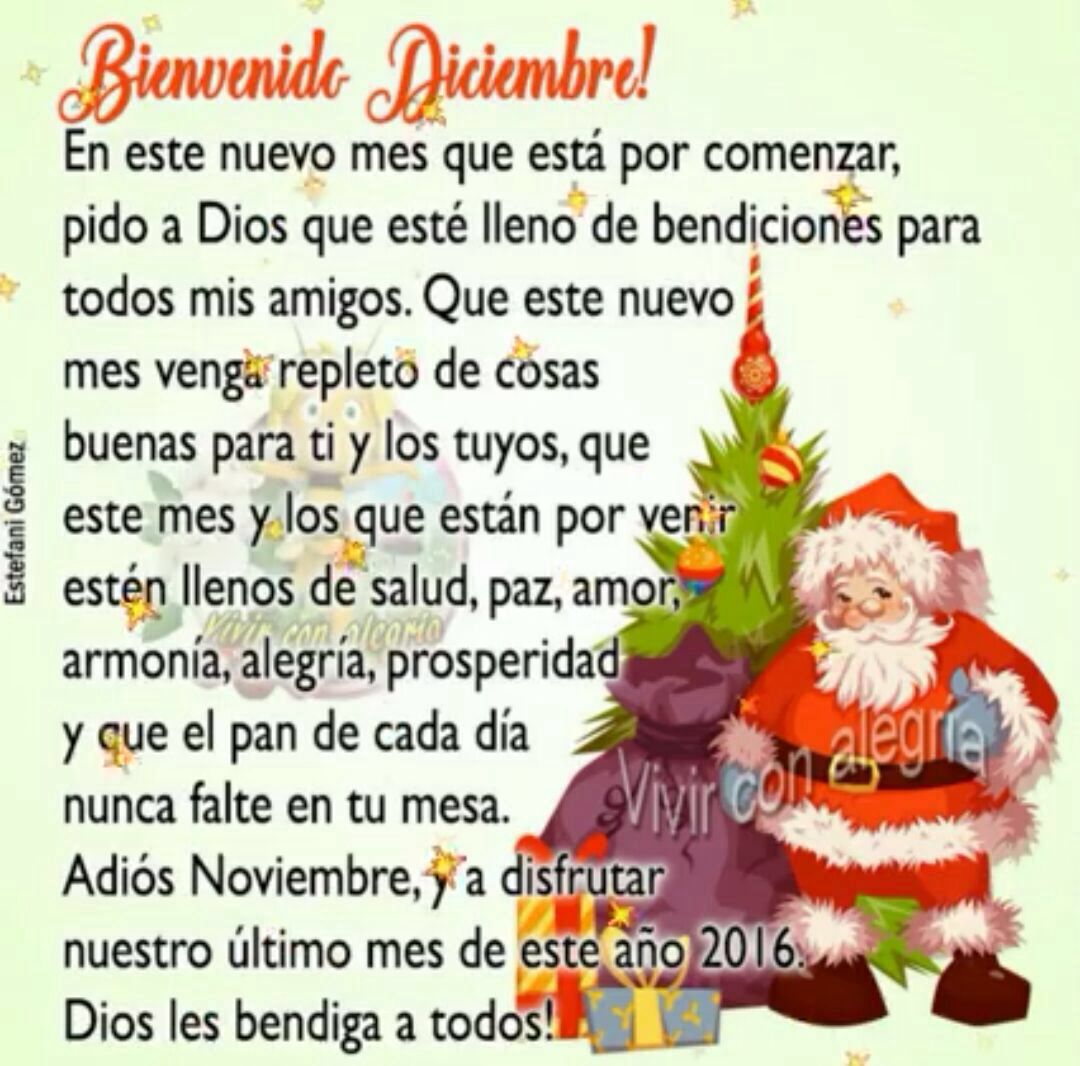 Bienvenido Diciembre!
En este nuevo mes que está por comenzar,
pido a Dios que esté lleno de bendiciones para
todos mis amigos. Que este nuevo
mes venga repleto de cosas
buenas para ti y los tuyos, que
este mes y los que están por venir
estén llenos de salud, paz, amor,
armonía, alegría, prosperidad
y que el pan de cada día
nunca falte en tu mesa.
Adiós Noviembre, y a disfrutar
nuestro último mes de este año 2016.
Dios les bendiga a todos!
Estefani Gómez
Vivir con alegría
Vivir con alegría